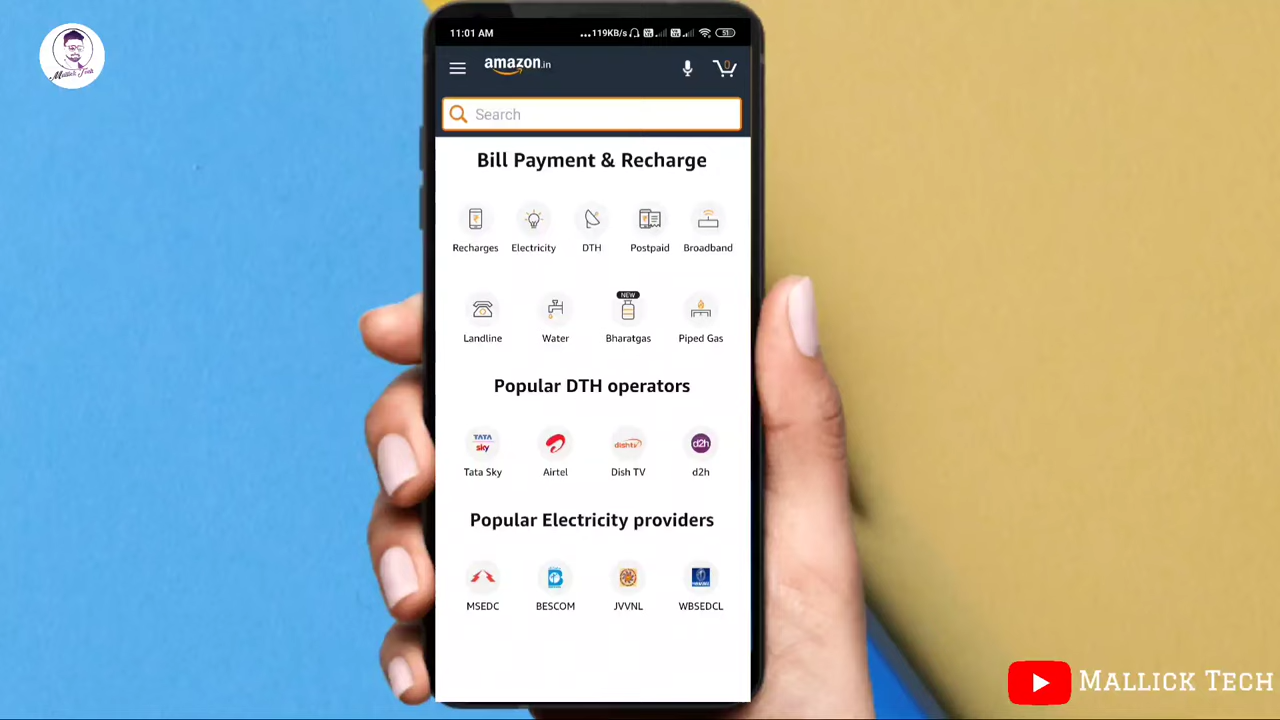 Mallick Tech
11:01 AM
...119KB/s
51
amazon.in
0
Search
Bill Payment & Recharge
Recharges Electricity DTH Postpaid Broadband
NEW
Landline Water Bharatgas Piped Gas
Popular DTH operators
TATA sky dishtv d2h
Tata Sky Airtel Dish TV d2h
Popular Electricity providers
MSEDC BESCOM JVVNL WBSEDCL
MALLICK TECH